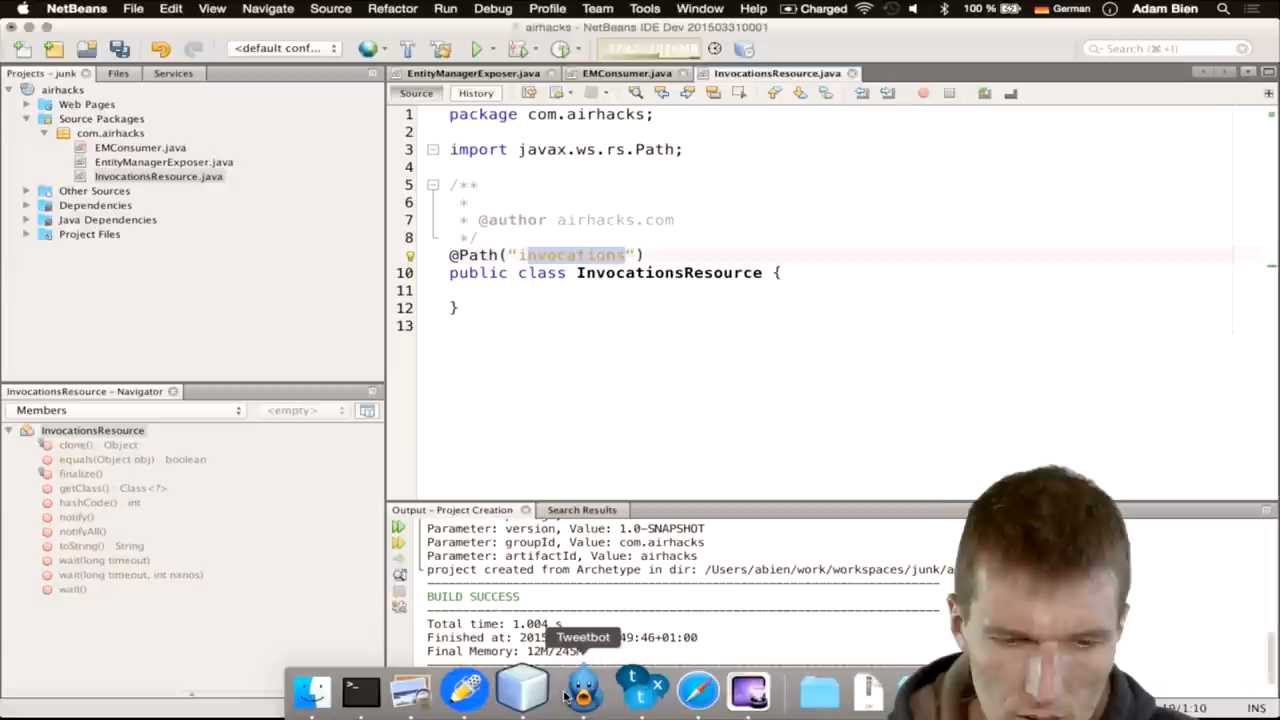 NetBeans File Edit View Navigate Source Refactor Run Debug Profile Team Tools Window Help Charged 100 % German Adam Bien
airhacks - NetBeans IDE Dev 201503310001
<default conf... Search (⌘+I)
Projects - junk Files Services
airhacks
Web Pages
Source Packages
com.airhacks
EMConsumer.java
EntityManagerExposer.java
InvocationsResource.java
Other Sources
Dependencies
Java Dependencies
Project Files
InvocationsResource - Navigator
Members <empty>
InvocationsResource
clone() Object
equals(Object obj) boolean
finalize()
getClass() Class<?>
hashCode() int
notify()
notifyAll()
toString() String
wait(long timeout)
wait(long timeout, int nanos)
wait()
EntityManagerExposer.java EMConsumer.java InvocationsResource.java
Source History
1 package com.airhacks;
2
3 import javax.ws.rs.Path;
4
5 /**
6 *
7 * @author airhacks.com
8 */
@Path("invocations")
10 public class InvocationsResource {
11
12 }
13
Output - Project Creation Search Results
Parameter: version, Value: 1.0-SNAPSHOT
Parameter: groupId, Value: com.airhacks
Parameter: artifactId, Value: airhacks
project created from Archetype in dir: /Users/abien/work/workspaces/junk/a
BUILD SUCCESS
Total time: 1.004 s
Finished at: 2015 49:46+01:00
Final Memory: 12M/245M
Tweetbot
INS